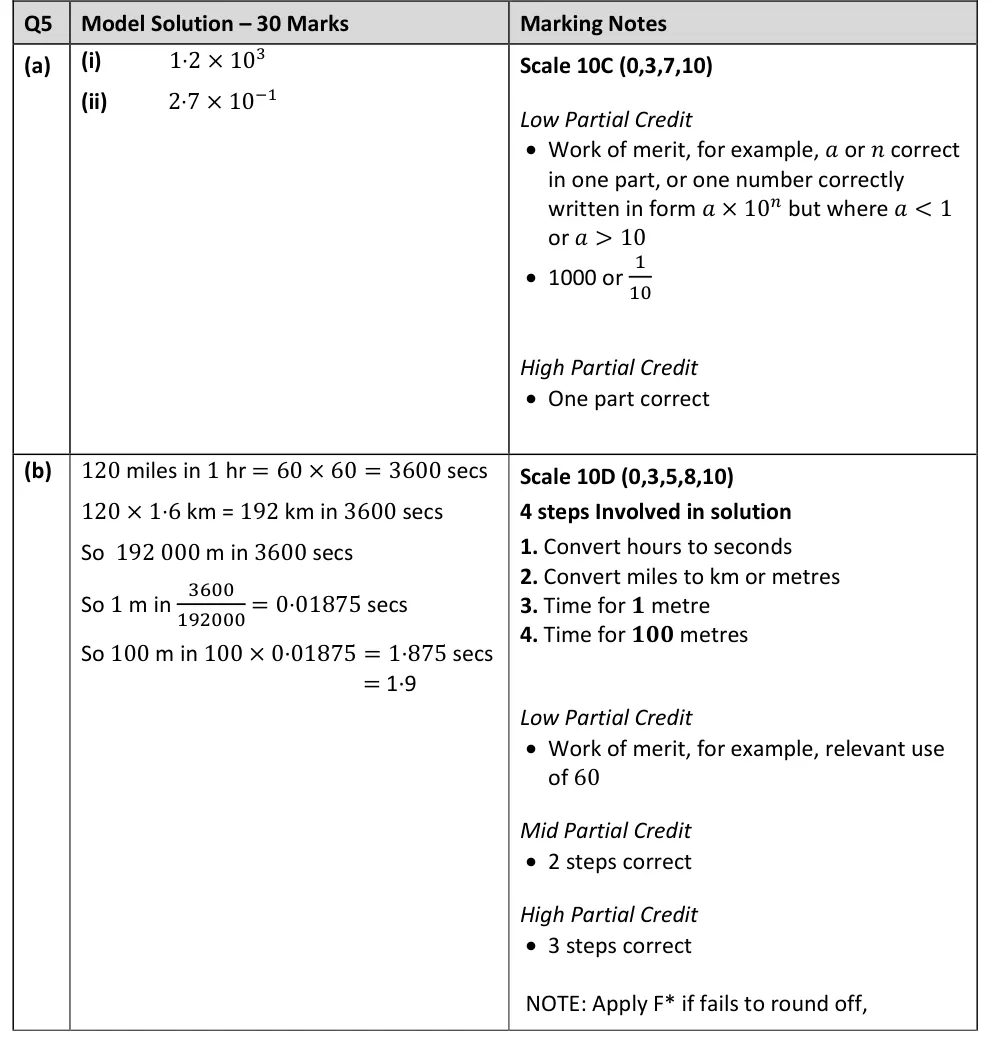 Q5 Model Solution – 30 Marks Marking Notes
(a) (i) 1·2 × 10³
(ii) 2·7 × 10⁻¹
Scale 10C (0,3,7,10)
Low Partial Credit
• Work of merit, for example, 𝑎 or 𝑛 correct
in one part, or one number correctly
written in form 𝑎 × 10ⁿ but where 𝑎 < 1
or 𝑎 > 10
• 1000 or 1/10
High Partial Credit
• One part correct
(b) 120 miles in 1 hr = 60 × 60 = 3600 secs
120 × 1·6 km = 192 km in 3600 secs
So 192 000 m in 3600 secs
So 1 m in 3600/192000 = 0·01875 secs
So 100 m in 100 × 0·01875 = 1·875 secs
= 1·9
Scale 10D (0,3,5,8,10)
4 steps Involved in solution
1. Convert hours to seconds
2. Convert miles to km or metres
3. Time for 1 metre
4. Time for 100 metres
Low Partial Credit
• Work of merit, for example, relevant use
of 60
Mid Partial Credit
• 2 steps correct
High Partial Credit
• 3 steps correct
NOTE: Apply F* if fails to round off,